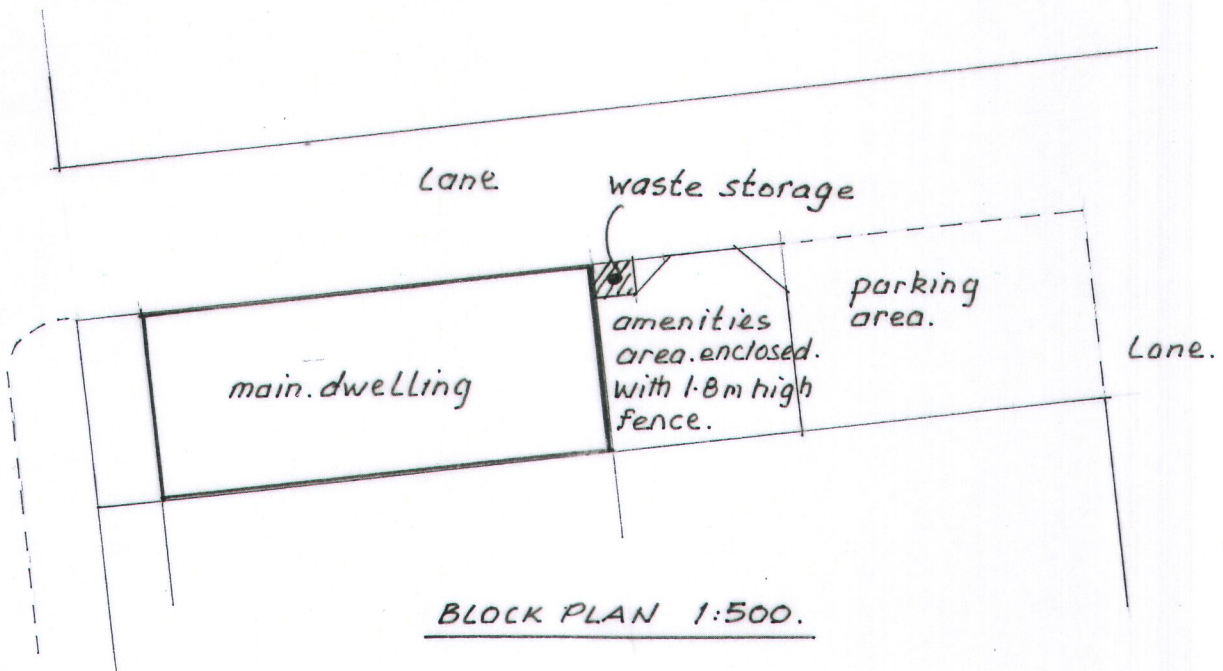 Lane
waste storage
parking
area.
amenities
area.enclosed.
with 1.8m high
fence.
Lane.
main.dwelling
BLOCK PLAN 1:500.